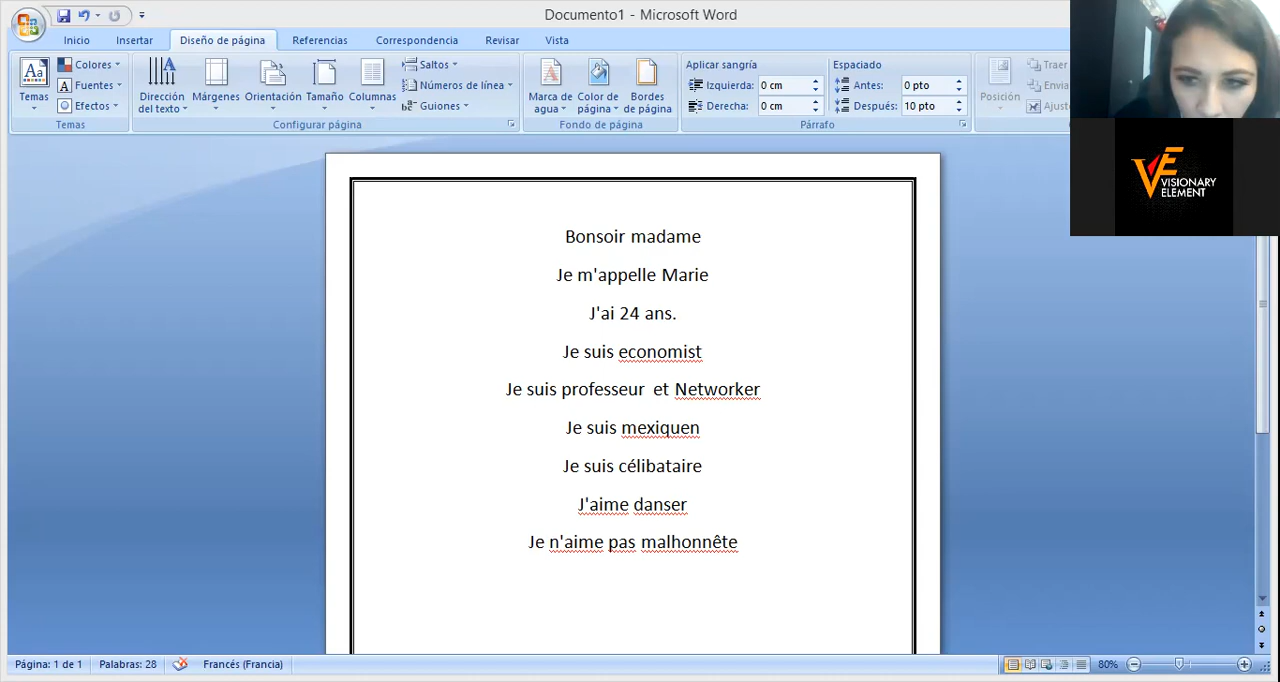 Documento1 - Microsoft Word
Inicio Insertar Diseño de página Referencias Correspondencia Revisar Vista
Colores Saltos Aplicar sangría Espaciado Traer
Fuentes Números de línea Izquierda: 0 cm Antes: 0 pto Envia
Temas Efectos Dirección del texto Márgenes Orientación Tamaño Columnas Guiones Marca de agua Color de página Bordes de página Derecha: 0 cm Después: 10 pto Posición Ajust
Temas Configurar página Fondo de página Párrafo
VE
VISIONARY
ELEMENT
Bonsoir madame
Je m'appelle Marie
J'ai 24 ans.
Je suis economist
Je suis professeur et Networker
Je suis mexiquen
Je suis célibataire
J'aime danser
Je n'aime pas malhonnête
Página: 1 de 1 Palabras: 28 Francés (Francia) 80%